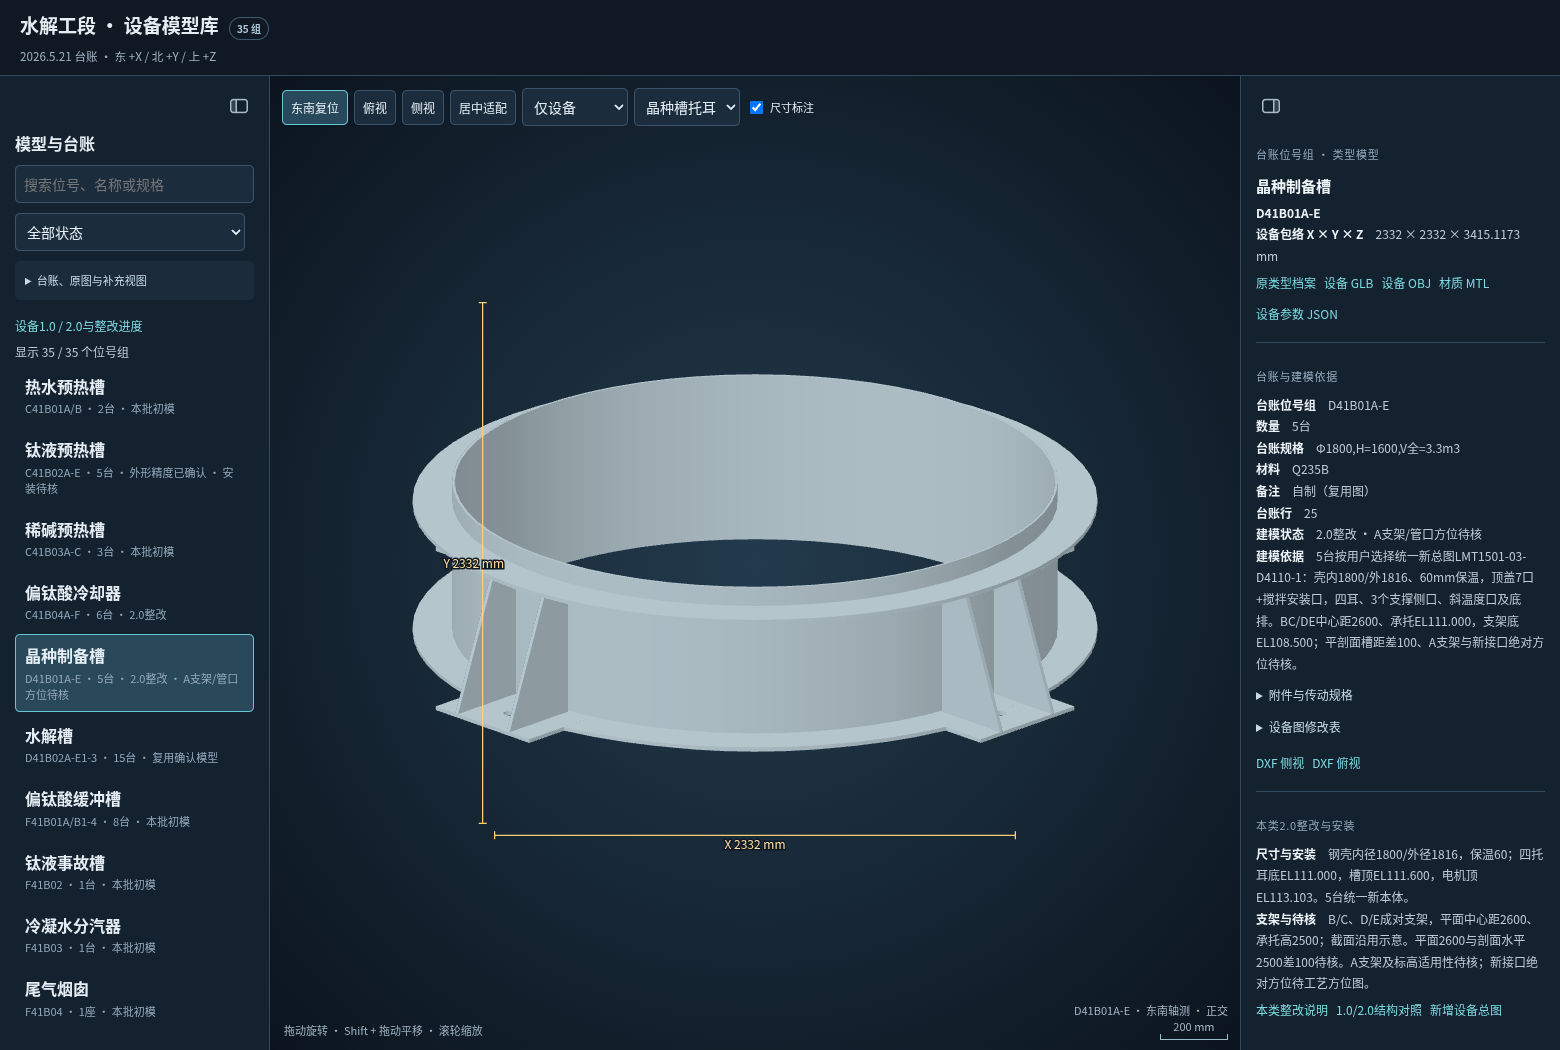 水解工段 · 设备模型库 35 组
2026.5.21 台账 · 东 +X / 北 +Y / 上 +Z
模型与台账
搜索位号、名称或规格
全部状态
▶ 台账、原图与补充视图
设备1.0 / 2.0与整改进度
显示 35 / 35 个位号组
热水预热槽
C41B01A/B · 2台 · 本批初模
钛液预热槽
C41B02A-E · 5台 · 外形精度已确认 · 安
装待核
稀碱预热槽
C41B03A-C · 3台 · 本批初模
偏钛酸冷却器
C41B04A-F · 6台 · 2.0整改
晶种制备槽
D41B01A-E · 5台 · 2.0整改 · A支架/管口
方位待核
水解槽
D41B02A-E1-3 · 15台 · 复用确认模型
偏钛酸缓冲槽
F41B01A/B1-4 · 8台 · 本批初模
钛液事故槽
F41B02 · 1台 · 本批初模
冷凝水分汽器
F41B03 · 1台 · 本批初模
尾气烟囱
F41B04 · 1座 · 本批初模
东南复位 俯视 侧视 居中适配 仅设备 晶种槽托耳 尺寸标注
Y 2332 mm
X 2332 mm
拖动旋转 · Shift + 拖动平移 · 滚轮缩放
D41B01A-E · 东南轴测 · 正交
200 mm
台账位号组 · 类型模型
晶种制备槽
D41B01A-E
设备包络 X × Y × Z 2332 × 2332 × 3415.1173
mm
原类型档案 设备 GLB 设备 OBJ 材质 MTL
设备参数 JSON
台账与建模依据
台账位号组 D41B01A-E
数量 5台
台账规格 Φ1800,H=1600,V全=3.3m3
材料 Q235B
备注 自制（复用图）
台账行 25
建模状态 2.0整改 · A支架/管口方位待核
建模依据 5台按用户选择统一新总图LMT1501-03-
D4110-1：壳内1800/外1816、60mm保温，顶盖7口
+搅拌安装口，四耳、3个支撑侧口、斜温度口及底
排。BC/DE中心距2600、承托EL111.000，支架底
EL108.500；平剖面槽距差100、A支架与新接口绝对方
位待核。
▶ 附件与传动规格
▶ 设备图修改表
DXF 侧视 DXF 俯视
本类2.0整改与安装
尺寸与安装 钢壳内径1800/外径1816，保温60；四托
耳底EL111.000，槽顶EL111.600，电机顶
EL113.103。5台统一新本体。
支架与待核 B/C、D/E成对支架，平面中心距2600、
承托高2500；截面沿用示意。平面2600与剖面水平
2500差100待核。A支架及标高适用性待核；新接口绝
对方位待工艺方位图。
本类整改说明 1.0/2.0结构对照 新增设备总图